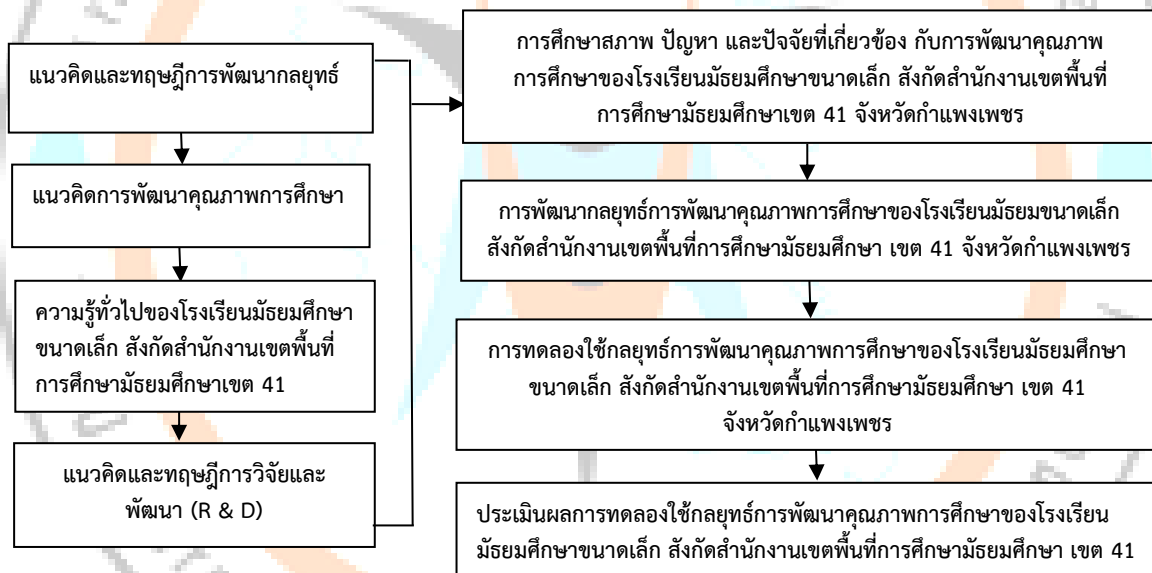 แนวคิดและทฤษฎีการพัฒนากลยุทธ์
แนวคิดการพัฒนาคุณภาพการศึกษา
ความรู้ทั่วไปของโรงเรียนมัธยมศึกษา
ขนาดเล็ก สังกัดสำนักงานเขตพื้นที่
การศึกษามัธยมศึกษาเขต 41
แนวคิดและทฤษฎีการวิจัยและ
พัฒนา (R & D)
การศึกษาสภาพ ปัญหา และปัจจัยที่เกี่ยวข้อง กับการพัฒนาคุณภาพ
การศึกษาของโรงเรียนมัธยมศึกษาขนาดเล็ก สังกัดสำนักงานเขตพื้นที่
การศึกษามัธยมศึกษาเขต 41 จังหวัดกำแพงเพชร
การพัฒนากลยุทธ์การพัฒนาคุณภาพการศึกษาของโรงเรียนมัธยมขนาดเล็ก
สังกัดสำนักงานเขตพื้นที่การศึกษามัธยมศึกษา เขต 41 จังหวัดกำแพงเพชร
การทดลองใช้กลยุทธ์การพัฒนาคุณภาพการศึกษาของโรงเรียนมัธยมศึกษา
ขนาดเล็ก สังกัดสำนักงานเขตพื้นที่การศึกษามัธยมศึกษา เขต 41
จังหวัดกำแพงเพชร
ประเมินผลการทดลองใช้กลยุทธ์การพัฒนาคุณภาพการศึกษาของโรงเรียน
มัธยมศึกษาขนาดเล็ก สังกัดสำนักงานเขตพื้นที่การศึกษามัธยมศึกษา เขต 41